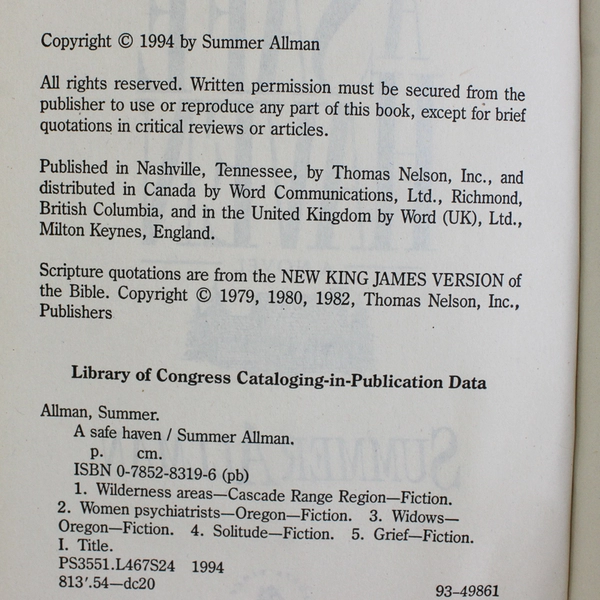 Copyright © 1994 by Summer Allman
All rights reserved. Written permission must be secured from the
publisher to use or reproduce any part of this book, except for brief
quotations in critical reviews or articles.
Published in Nashville, Tennessee, by Thomas Nelson, Inc., and
distributed in Canada by Word Communications, Ltd., Richmond,
British Columbia, and in the United Kingdom by Word (UK), Ltd.,
Milton Keynes, England.
Scripture quotations are from the NEW KING JAMES VERSION of
the Bible. Copyright © 1979, 1980, 1982, Thomas Nelson, Inc.,
Publishers
Library of Congress Cataloging-in-Publication Data
Allman, Summer.
A safe haven / Summer Allman.
p. cm.
ISBN 0-7852-8319-6 (pb)
1. Wilderness areas—Cascade Range Region—Fiction.
2. Women psychiatrists—Oregon—Fiction. 3. Widows—
Oregon—Fiction. 4. Solitude—Fiction. 5. Grief—Fiction.
I. Title.
PS3551.L467S24 1994
813′.54—dc20
93-49861